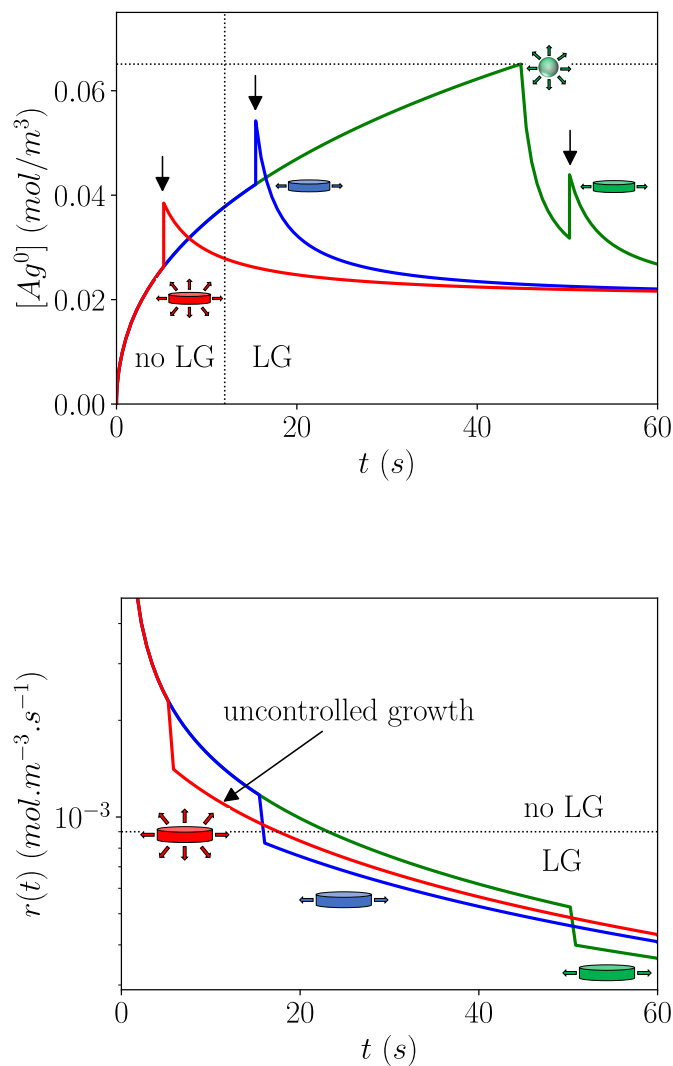 [Ag⁰] (mol/m³)
0.06
0.04
0.02
0.00
no LG LG
0 20 40 60
t (s)
r(t) (mol.m⁻³.s⁻¹)
uncontrolled growth
no LG
10⁻³
LG
0 20 40 60
t (s)